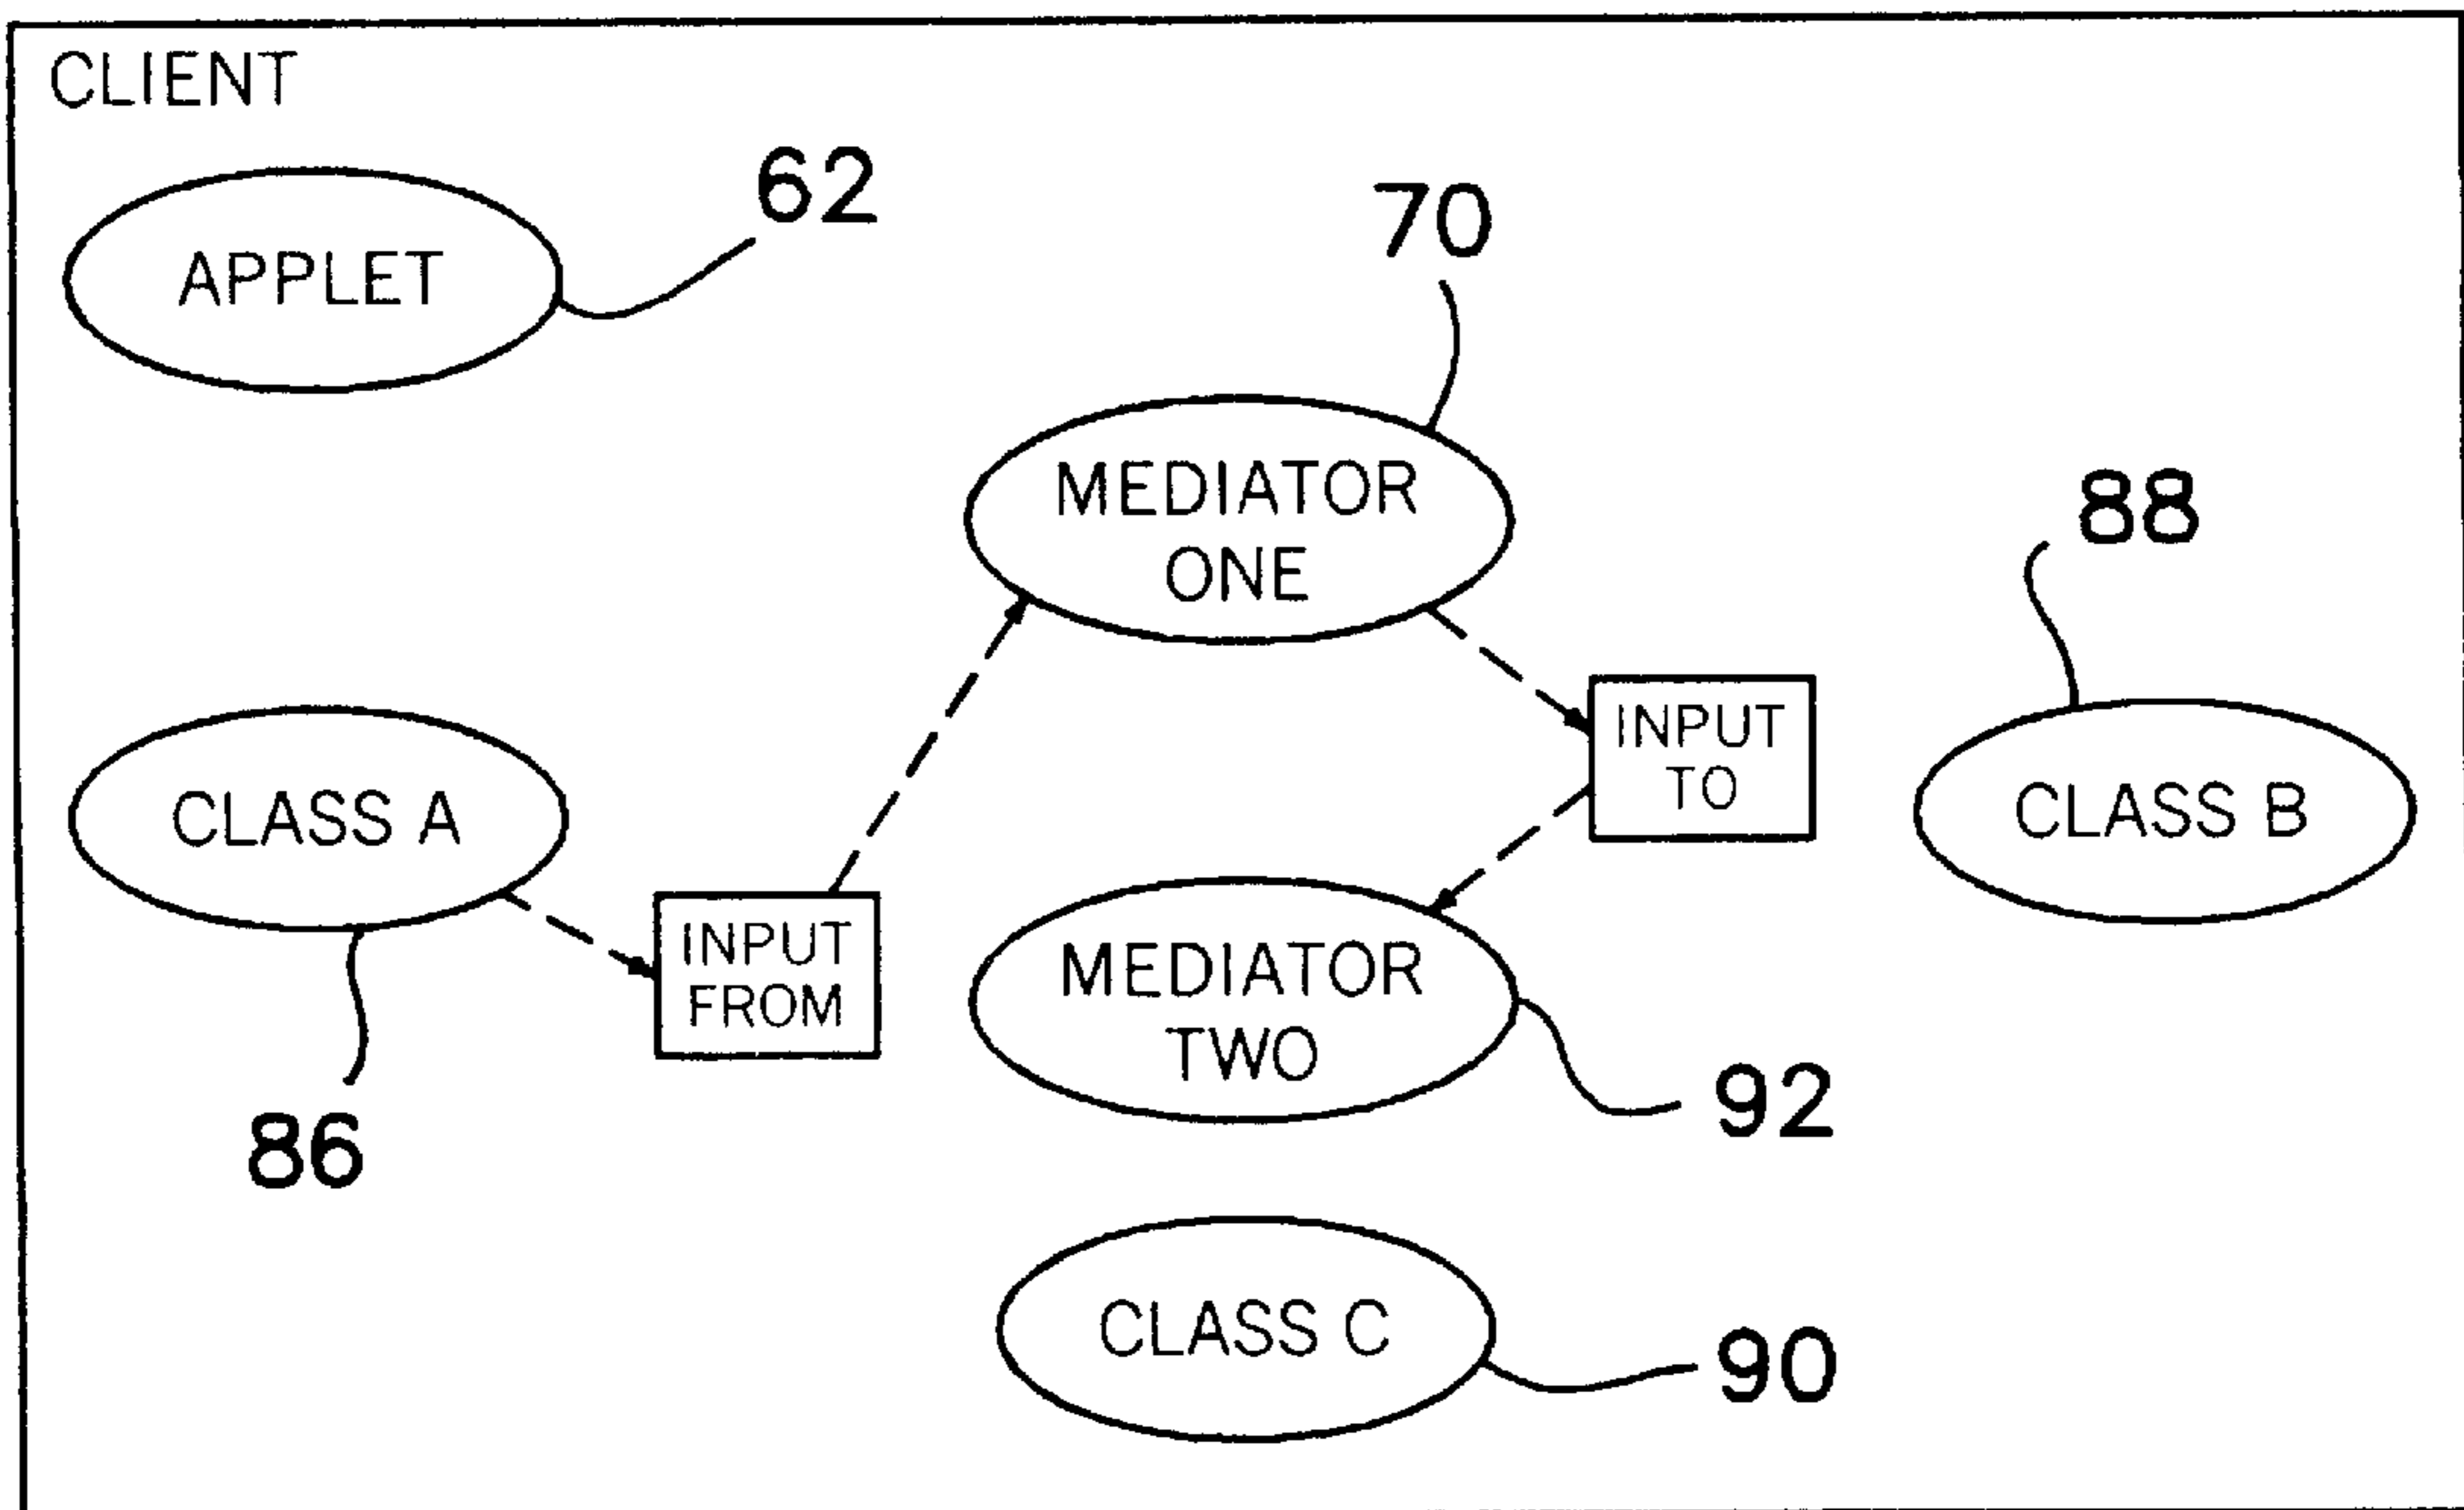 CLIENT
62
APPLET
70
MEDIATOR
ONE
88
INPUT
TO
CLASS A
CLASS B
INPUT
FROM
MEDIATOR
TWO
92
86
CLASS C
90